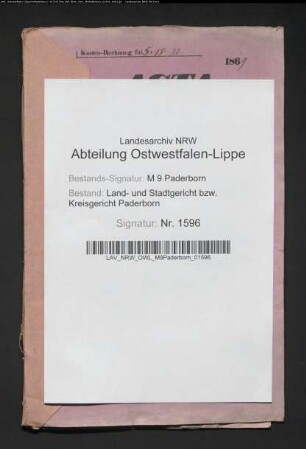 Kosten-Rechnung
186
ACTA
Landesarchiv NRW
Abteilung Ostwestfalen-Lippe
Bestands-Signatur: M 9 Paderborn
Bestand: Land- und Stadtgericht bzw.
Kreisgericht Paderborn
Signatur: Nr. 1596
LAV_NRW_OWL_M9Paderborn_01596